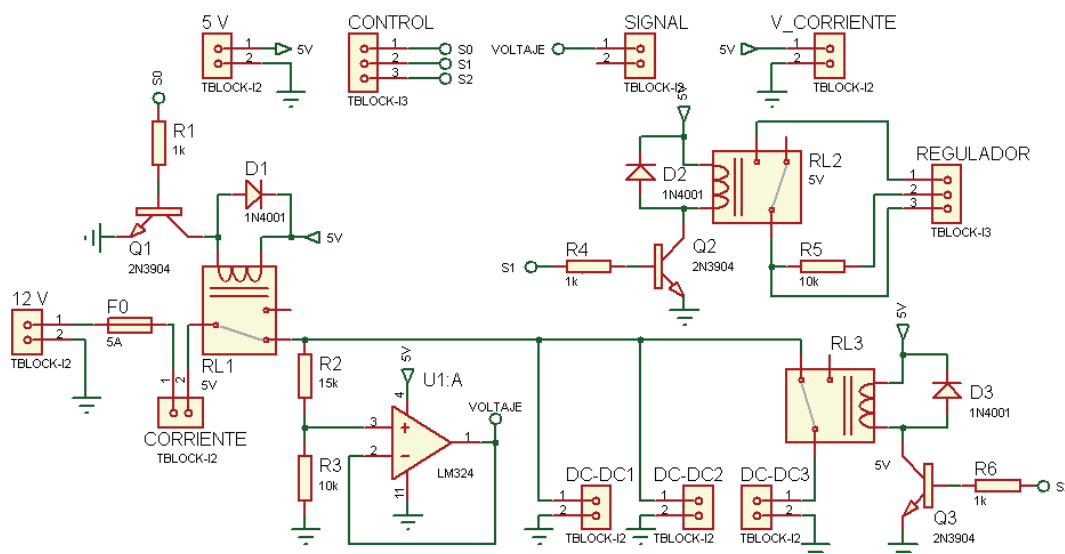 5 V
1
2
5V
TBLOCK-I2
CONTROL
1
2
3
S0
S1
S2
TBLOCK-I3
SIGNAL
VOLTAJE
1
2
TBLOCK-I2
V_CORRIENTE
5V
1
2
TBLOCK-I2
S0
R1
1k
Q1
2N3904
D1
1N4001
5V
RL1
5V
12 V
1
2
TBLOCK-I2
F0
5A
1
2
CORRIENTE
TBLOCK-I2
5V
D2
1N4001
RL2
5V
REGULADOR
1
2
3
TBLOCK-I3
S1
R4
1k
Q2
2N3904
R5
10k
R2
15k
R3
10k
5V
U1:A
4
3
2
1
11
LM324
VOLTAJE
DC-DC1
1
2
TBLOCK-I2
DC-DC2
1
2
TBLOCK-I2
DC-DC3
1
2
TBLOCK-I2
RL3
5V
5V
D3
1N4001
R6
1k
Q3
2N3904